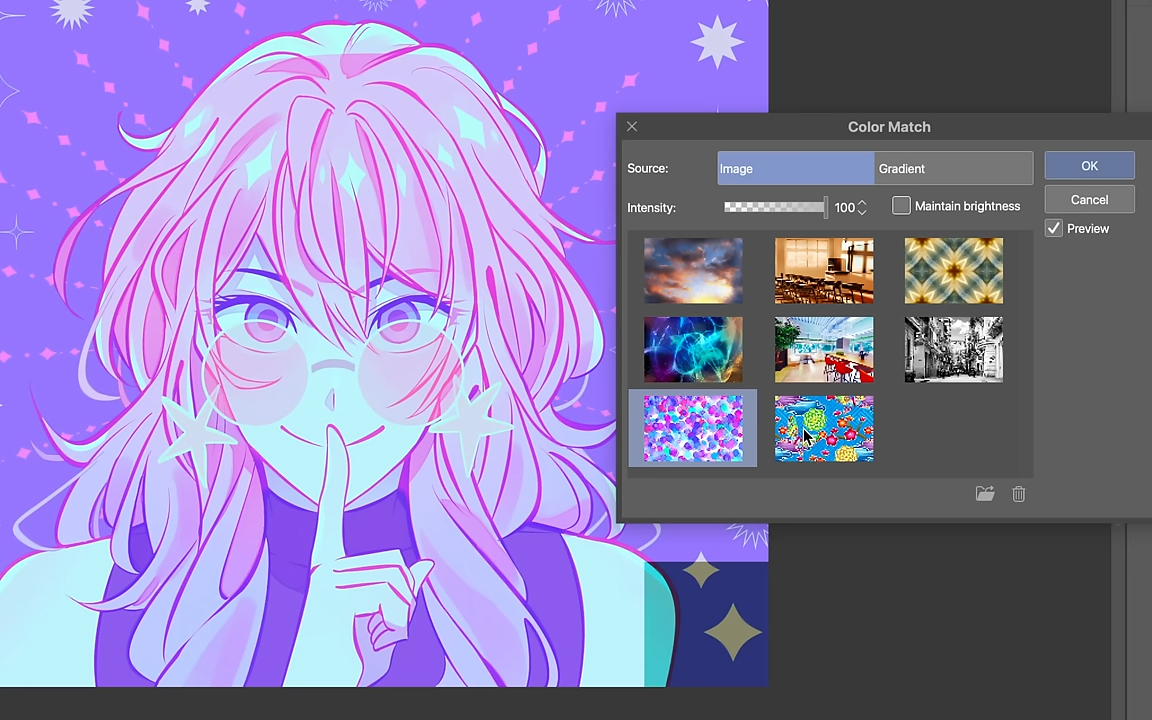 Color Match
Source:
Image
Gradient
OK
Intensity:
100
Maintain brightness
Cancel
Preview